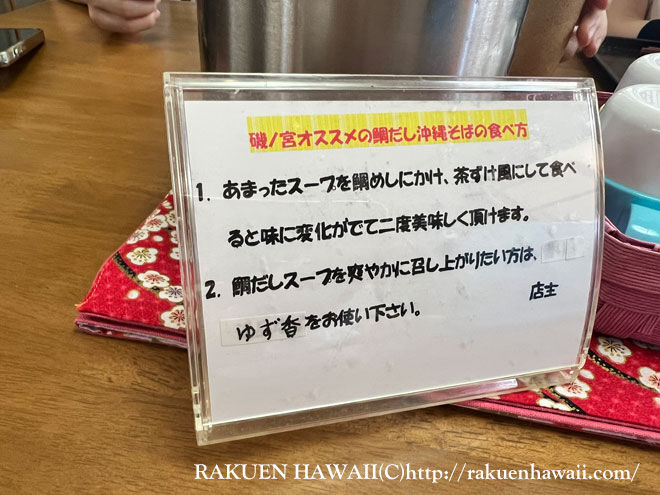 磯ノ宮オススメの鯛だし沖縄そばの食べ方
1. あまったスープを鯛めしにかけ、茶ずけ風にして食べ
ると味に変化がでて二度美味しく頂けます。
2. 鯛だしスープを爽やかに召し上がりたい方は、
ゆず香をお使い下さい。
店主
RAKUEN HAWAII(C)http://rakuenhawaii.com/